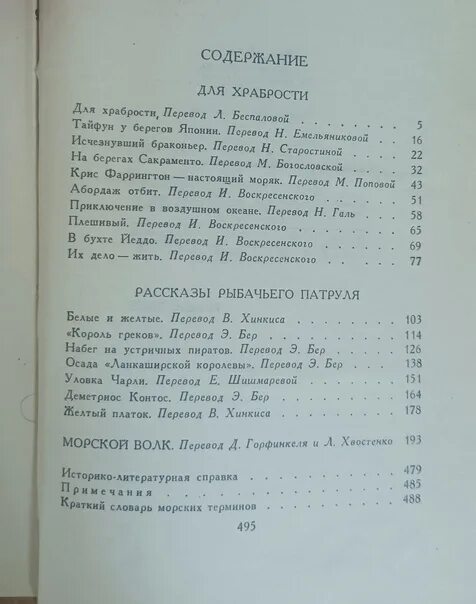 СОДЕРЖАНИЕ
ДЛЯ ХРАБРОСТИ
Для храбрости, Перевод Л. Беспаловой . . . . . 5
Тайфун у берегов Японии. Перевод Н. Емельяниковой . 16
Исчезнувший браконьер. Перевод Н. Старостиной . . . 22
На берегах Сакраменто. Перевод М. Богословской . . . 32
Крис Фаррингтон — настоящий моряк. Перевод М. Поповой 43
Абордаж отбит. Перевод И. Воскресенского . . . . . 51
Приключение в воздушном океане. Перевод Н. Галь . . . 58
Плешивый. Перевод И. Воскресенского . . . . . . 65
В бухте Йеддо. Перевод И. Воскресенского . . . . . 69
Их дело — жить. Перевод И. Воскресенского . . . . . 77
РАССКАЗЫ РЫБАЧЬЕГО ПАТРУЛЯ
Белые и желтые. Перевод В. Хинкиса . . . . . . . 103
«Король греков». Перевод Э. Бер . . . . . . . . 114
Набег на устричных пиратов. Перевод Э. Бер . . . . . 126
Осада «Ланкаширской королевы». Перевод Э. Бер . . . . 138
Уловка Чарли. Перевод Е. Шишмаревой . . . . . . 151
Деметриос Контос. Перевод Э. Бер . . . . . . . . 164
Желтый платок. Перевод В. Хинкиса . . . . . . . 178
МОРСКОЙ ВОЛК. Перевод Д. Горфинкеля и Л. Хвостенко 193
Историко-литературная справка . . . . . . . . 479
Примечания . . . . . . . . . . . . 485
Краткий словарь морских терминов . . . . . . . 488
495